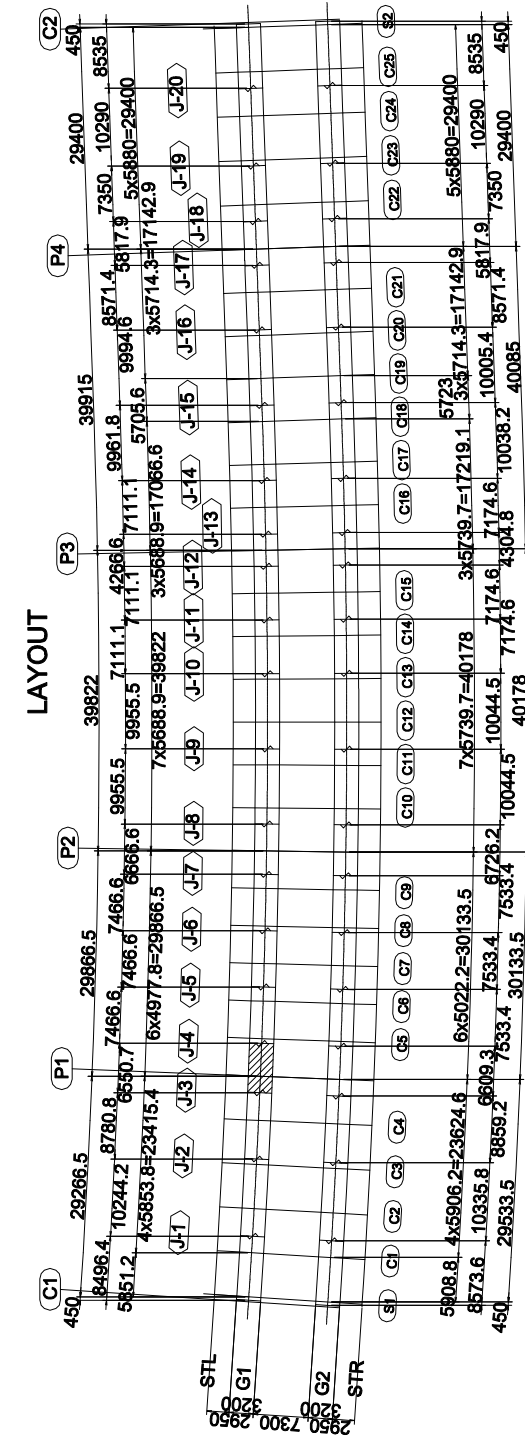 LAYOUT
C1
P1
P2
P3
P4
C2
450
29266.5
29866.5
39822
39915
29400
450
8496.4
10244.2
8780.8
6550.7
7466.6
7466.6
7466.6
6666.6
9955.5
9955.5
7111.1
7111.1
4266.6
7111.1
9961.8
9994.6
8571.4
5817.9
7350
10290
8535
5851.2
4x5853.8=23415.4
6x4977.8=29866.5
7x5688.9=39822
3x5688.9=17066.6
5705.6
3x5714.3=17142.9
5x5880=29400
J-1
J-2
J-3
J-4
J-5
J-6
J-7
J-8
J-9
J-10
J-11
J-12
J-13
J-14
J-15
J-16
J-17
J-18
J-19
J-20
STL
G1
G2
STR
2950
3200
7300
3200
2950
S1
C1
C2
C3
C4
C5
C6
C7
C8
C9
C10
C11
C12
C13
C14
C15
C16
C17
C18
C19
C20
C21
C22
C23
C24
C25
S2
5908.8
4x5906.2=23624.6
6x5022.2=30133.5
7x5739.7=40178
3x5739.7=17219.1
5723
3x5714.3=17142.9
5x5880=29400
8573.6
10335.8
8859.2
6609.3
7533.4
7533.4
7533.4
6726.2
10044.5
10044.5
7174.6
7174.6
4304.8
7174.6
10038.2
10005.4
8571.4
5817.9
7350
10290
8535
450
29533.5
30133.5
40178
40085
29400
450